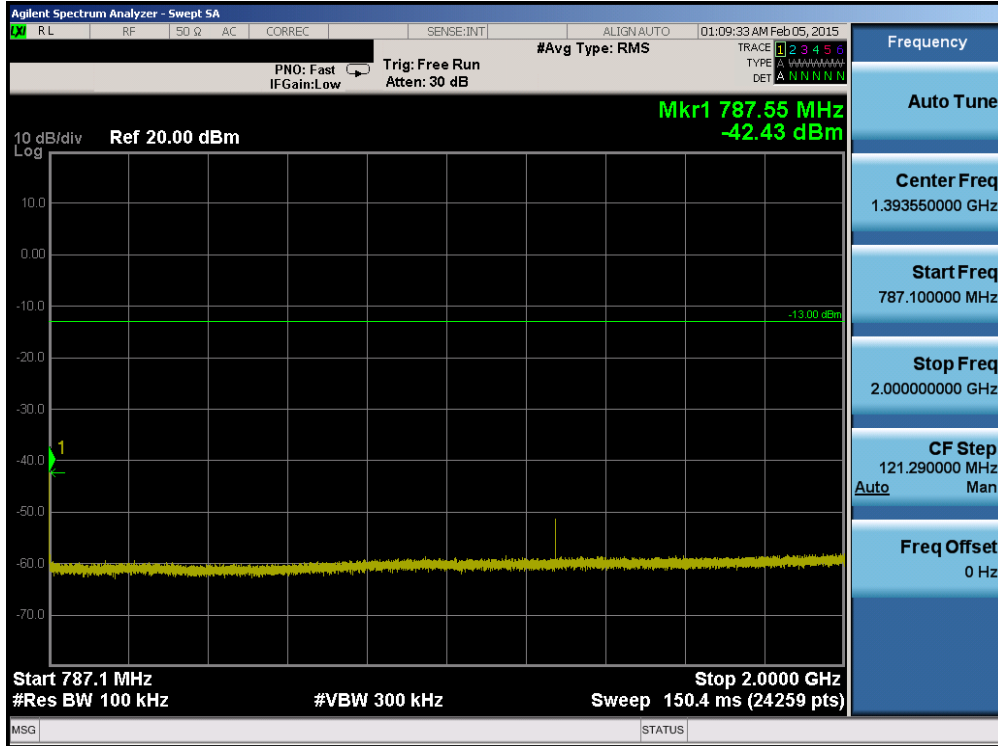 Agilent Spectrum Analyzer - Swept SA
LXI RL RF 50 Ω AC CORREC SENSE:INT ALIGN AUTO 01:09:33 AM Feb 05, 2015
#Avg Type: RMS TRACE 1 2 3 4 5 6
PNO: Fast Trig: Free Run TYPE A WWWWW
IFGain:Low Atten: 30 dB DET A N N N N N
Mkr1 787.55 MHz
10 dB/div Ref 20.00 dBm -42.43 dBm
Log
10.0
0.00
-10.0
-13.00 dBm
-20.0
-30.0
1
-40.0
-50.0
-60.0
-70.0
Start 787.1 MHz Stop 2.0000 GHz
#Res BW 100 kHz #VBW 300 kHz Sweep 150.4 ms (24259 pts)
MSG STATUS
Frequency
Auto Tune
Center Freq
1.393550000 GHz
Start Freq
787.100000 MHz
Stop Freq
2.000000000 GHz
CF Step
121.290000 MHz
Auto Man
Freq Offset
0 Hz